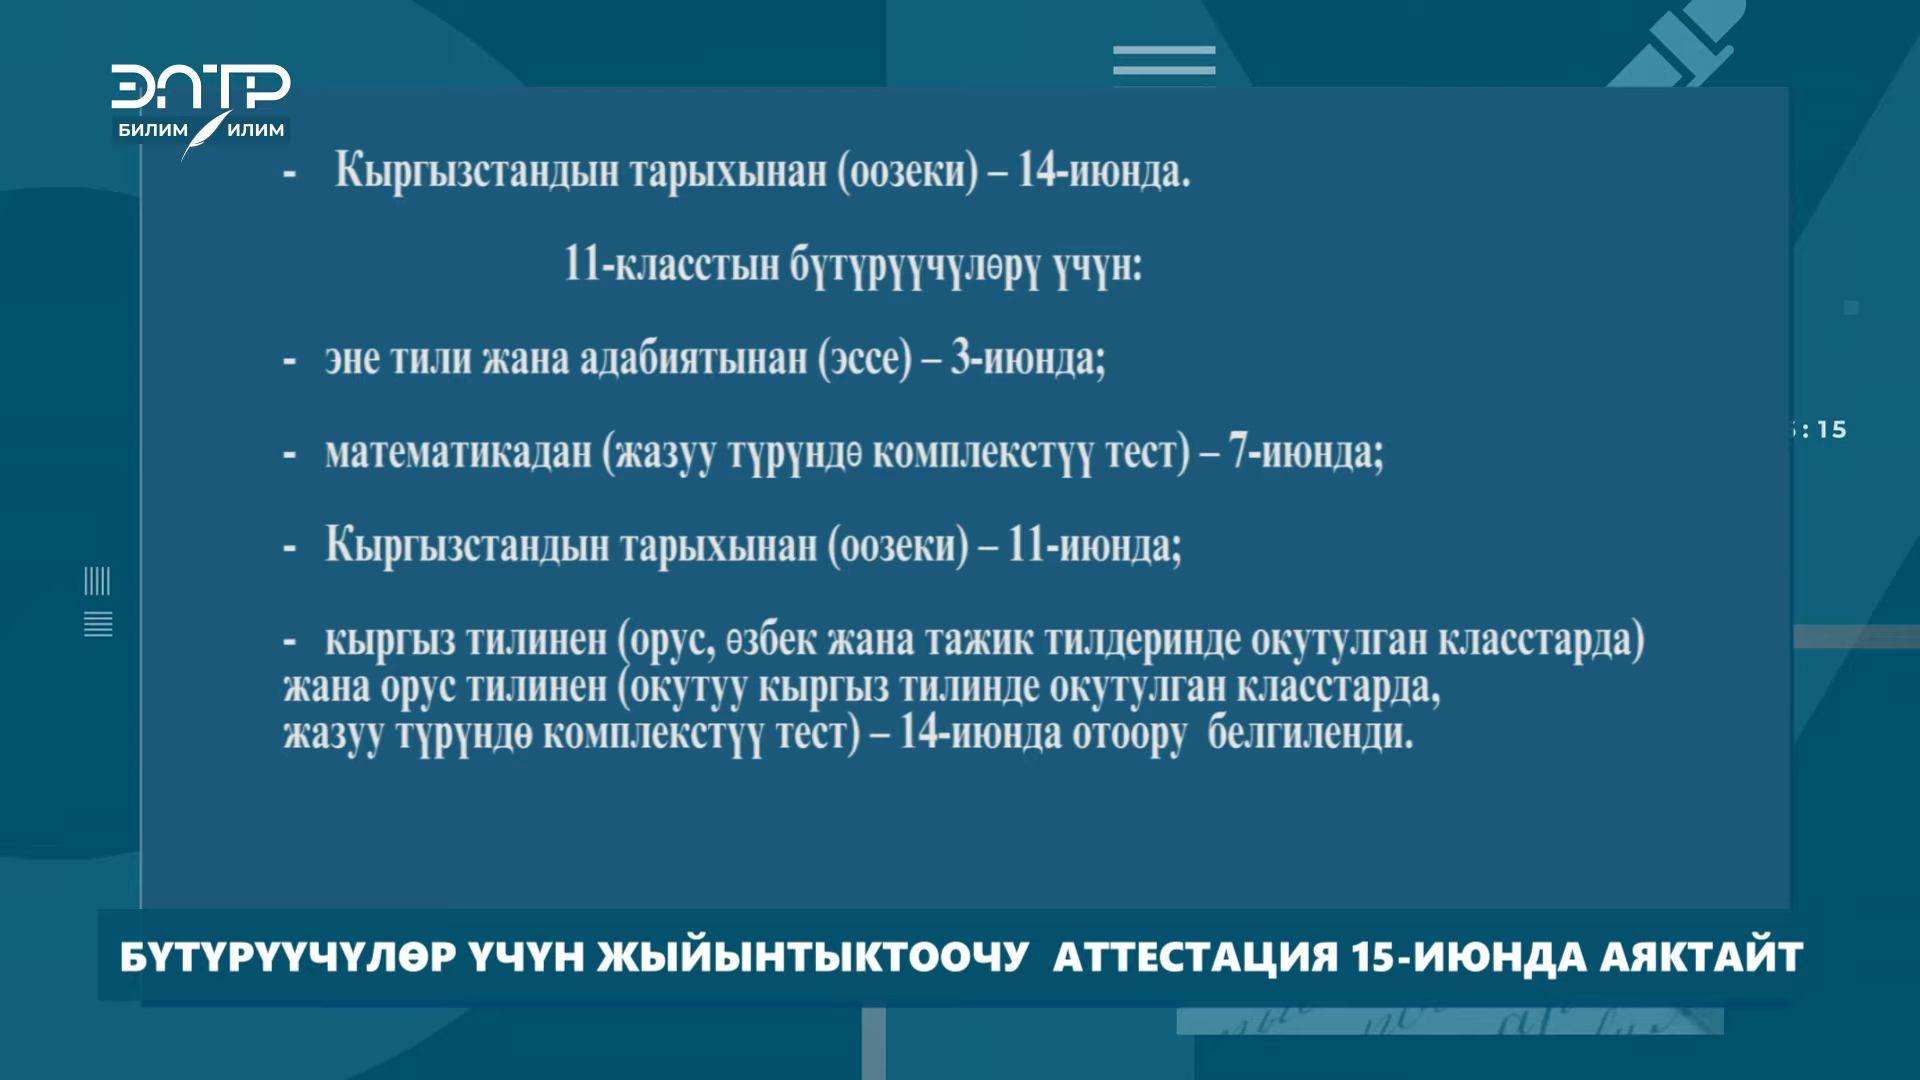 ЭЛТР
БИЛИМ ИЛИМ
- Кыргызстандын тарыхынан (оозеки) – 14-июнда.
11-класстын бүтүрүүчүлөрү үчүн:
- эне тили жана адабиятынан (эссе) – 3-июнда;
- математикадан (жазуу түрүндө комплекстүү тест) – 7-июнда;
:15
- Кыргызстандын тарыхынан (оозеки) – 11-июнда;
- кыргыз тилинен (орус, өзбек жана тажик тилдеринде окутулган класстарда)
жана орус тилинен (окутуу кыргыз тилинде окутулган класстарда,
жазуу түрүндө комплекстүү тест) – 14-июнда отоору белгиленди.
БҮТҮРҮҮЧҮЛӨР ҮЧҮН ЖЫЙЫНТЫКТООЧУ АТТЕСТАЦИЯ 15-ИЮНДА АЯКТАЙТ